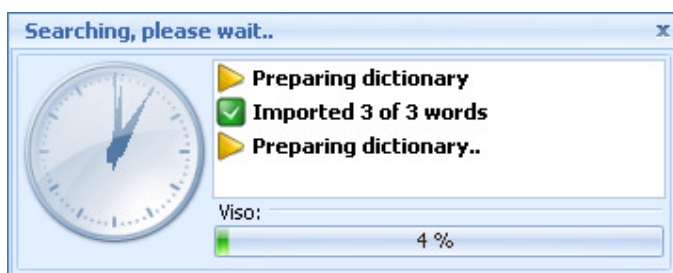 Searching, please wait..
Preparing dictionary
Imported 3 of 3 words
Preparing dictionary..
Viso:
4 %